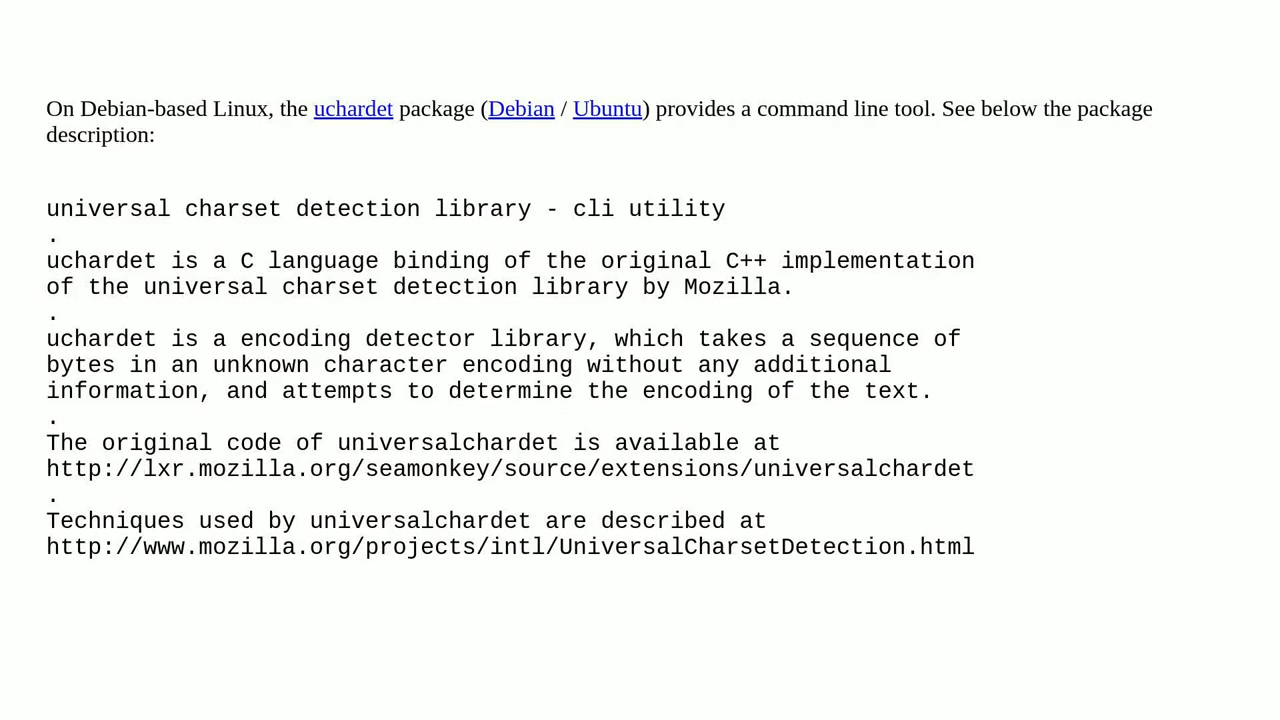 On Debian-based Linux, the uchardet package (Debian / Ubuntu) provides a command line tool. See below the package
description:
universal charset detection library - cli utility
.
uchardet is a C language binding of the original C++ implementation
of the universal charset detection library by Mozilla.
.
uchardet is a encoding detector library, which takes a sequence of
bytes in an unknown character encoding without any additional
information, and attempts to determine the encoding of the text.
.
The original code of universalchardet is available at
http://lxr.mozilla.org/seamonkey/source/extensions/universalchardet
.
Techniques used by universalchardet are described at
http://www.mozilla.org/projects/intl/UniversalCharsetDetection.html